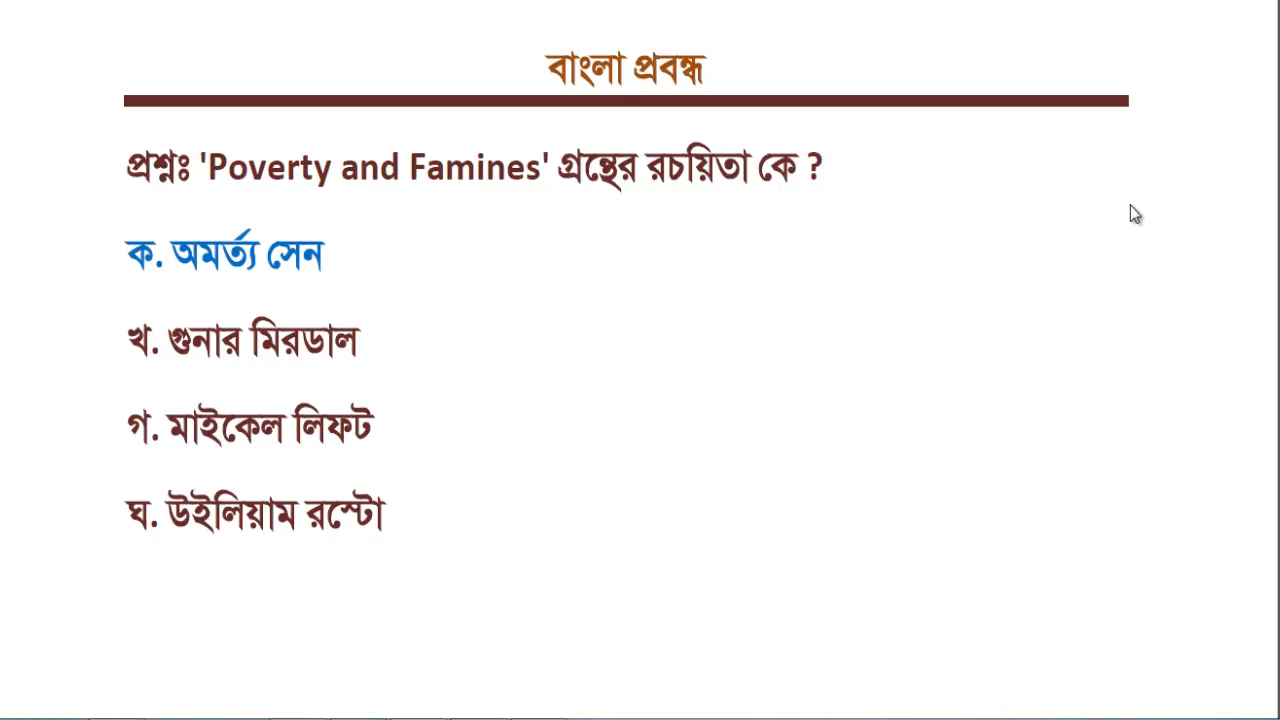 বাংলা প্রবন্ধ
প্রশ্নঃ 'Poverty and Famines' গ্রন্থের রচয়িতা কে ?
ক. অমর্ত্য সেন
খ. গুনার মিরডাল
গ. মাইকেল লিফট
ঘ. উইলিয়াম রস্টো